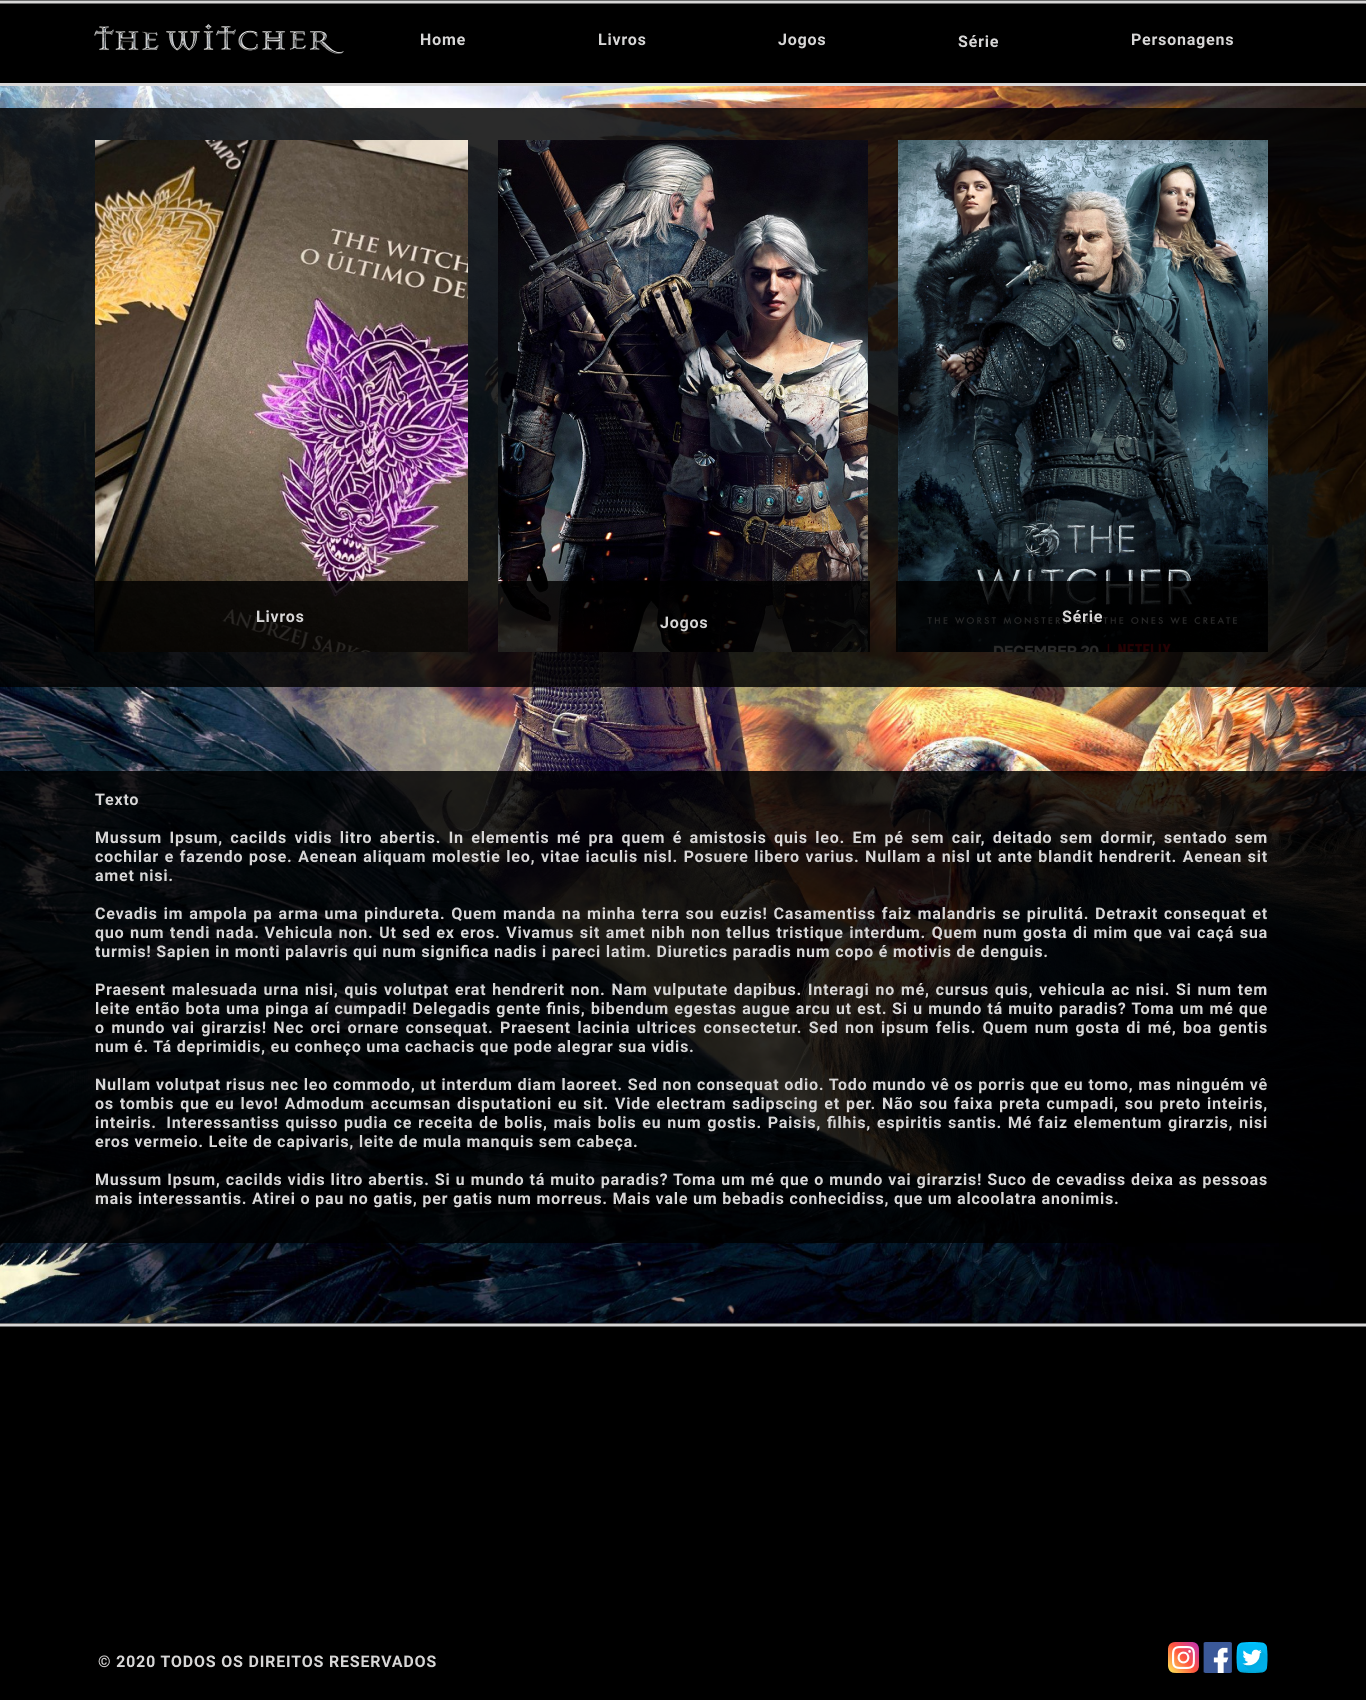 THE WITCHER
Home
Livros
Jogos
Série
Personagens
EMPO
THE WITCH
O ÚLTIMO DE
ANDRZEJ SAPK
Livros
Jogos
THE
WITCHER
THE WORST MONSTERS THE ONES WE CREATE
DECEMBER 20 | NETFLIX
Série
Texto
Mussum Ipsum, cacilds vidis litro abertis. In elementis mé pra quem é amistosis quis leo. Em pé sem cair, deitado sem dormir, sentado sem
cochilar e fazendo pose. Aenean aliquam molestie leo, vitae iaculis nisl. Posuere libero varius. Nullam a nisl ut ante blandit hendrerit. Aenean sit
amet nisi.
Cevadis im ampola pa arma uma pindureta. Quem manda na minha terra sou euzis! Casamentiss faiz malandris se pirulitá. Detraxit consequat et
quo num tendi nada. Vehicula non. Ut sed ex eros. Vivamus sit amet nibh non tellus tristique interdum. Quem num gosta di mim que vai caçá sua
turmis! Sapien in monti palavris qui num significa nadis i pareci latim. Diuretics paradis num copo é motivis de denguis.
Praesent malesuada urna nisi, quis volutpat erat hendrerit non. Nam vulputate dapibus. Interagi no mé, cursus quis, vehicula ac nisi. Si num tem
leite então bota uma pinga aí cumpadi! Delegadis gente finis, bibendum egestas augue arcu ut est. Si u mundo tá muito paradis? Toma um mé que
o mundo vai girarzis! Nec orci ornare consequat. Praesent lacinia ultrices consectetur. Sed non ipsum felis. Quem num gosta di mé, boa gentis
num é. Tá deprimidis, eu conheço uma cachacis que pode alegrar sua vidis.
Nullam volutpat risus nec leo commodo, ut interdum diam laoreet. Sed non consequat odio. Todo mundo vê os porris que eu tomo, mas ninguém vê
os tombis que eu levo! Admodum accumsan disputationi eu sit. Vide electram sadipscing et per. Não sou faixa preta cumpadi, sou preto inteiris,
inteiris. Interessantiss quisso pudia ce receita de bolis, mais bolis eu num gostis. Paisis, filhis, espiritis santis. Mé faiz elementum girarzis, nisi
eros vermeio. Leite de capivaris, leite de mula manquis sem cabeça.
Mussum Ipsum, cacilds vidis litro abertis. Si u mundo tá muito paradis? Toma um mé que o mundo vai girarzis! Suco de cevadiss deixa as pessoas
mais interessantis. Atirei o pau no gatis, per gatis num morreus. Mais vale um bebadis conhecidiss, que um alcoolatra anonimis.
© 2020 TODOS OS DIREITOS RESERVADOS